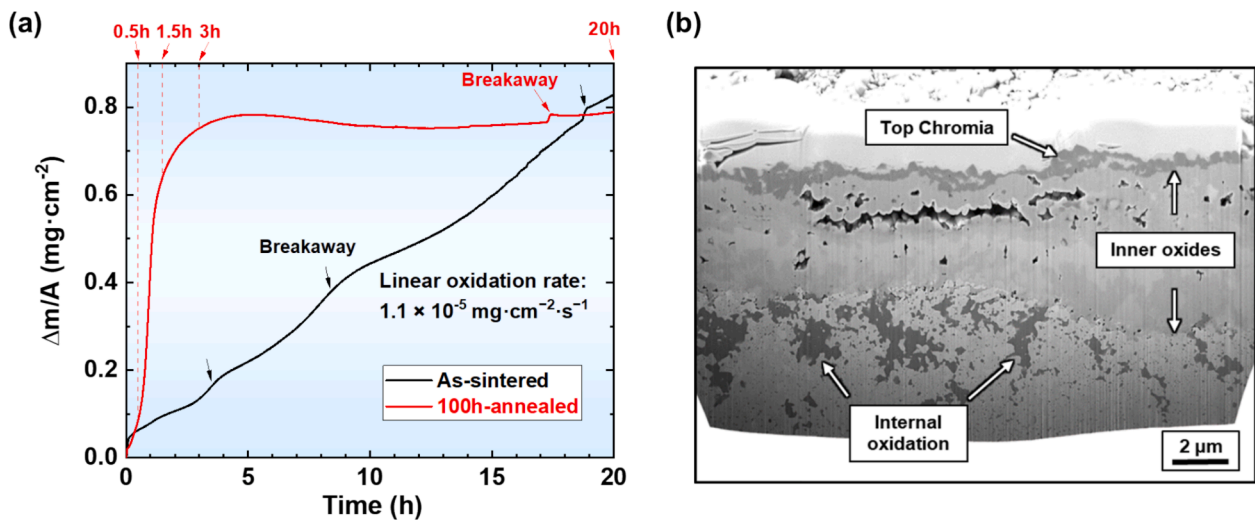 (a)
0.5h 1.5h 3h 20h
Breakaway
0.8
0.6
0.4
0.2
0.0
Δm/A (mg·cm⁻²)
Breakaway
Linear oxidation rate:
1.1 × 10⁻⁵ mg·cm⁻²·s⁻¹
As-sintered
100h-annealed
0 5 10 15 20
Time (h)
(b)
Top Chromia
Inner oxides
Internal
oxidation
2 μm